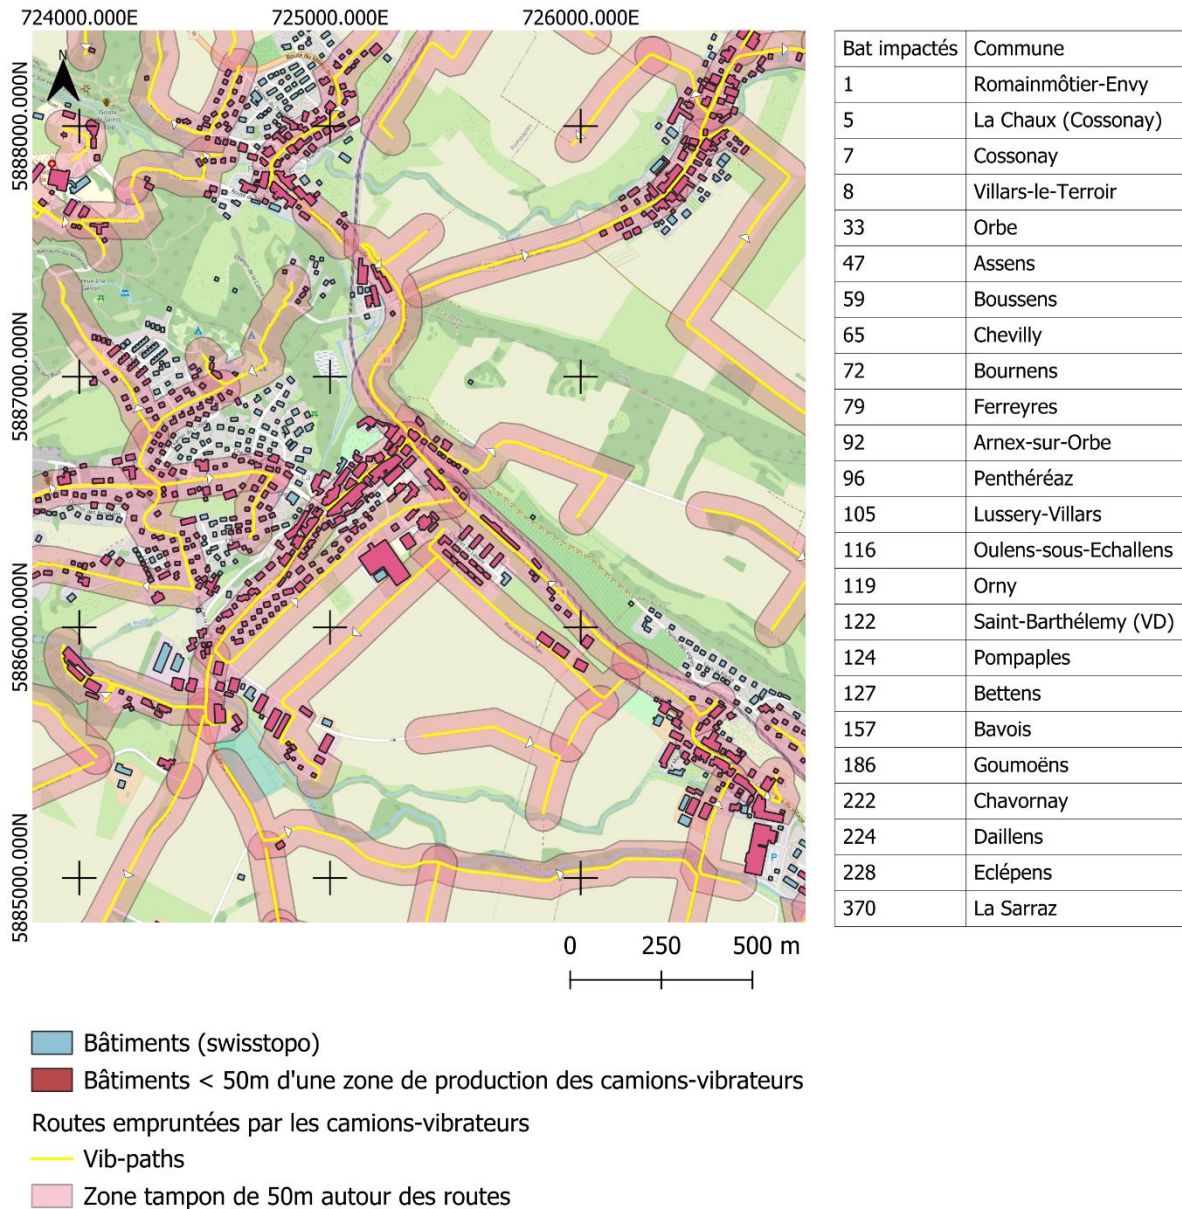 724000.000E 725000.000E 726000.000E
N
5888000.000N
5887000.000N
5886000.000N
5885000.000N
Pompaples
P
0 250 500 m
Bat impactés Commune
1 Romainmôtier-Envy
5 La Chaux (Cossonay)
7 Cossonay
8 Villars-le-Terroir
33 Orbe
47 Assens
59 Boussens
65 Chevilly
72 Bournens
79 Ferreyres
92 Arnex-sur-Orbe
96 Penthéréaz
105 Lussery-Villars
116 Oulens-sous-Echallens
119 Orny
122 Saint-Barthélemy (VD)
124 Pompaples
127 Bettens
157 Bavois
186 Goumoëns
222 Chavornay
224 Daillens
228 Eclépens
370 La Sarraz
Bâtiments (swisstopo)
Bâtiments < 50m d'une zone de production des camions-vibrateurs
Routes empruntées par les camions-vibrateurs
Vib-paths
Zone tampon de 50m autour des routes